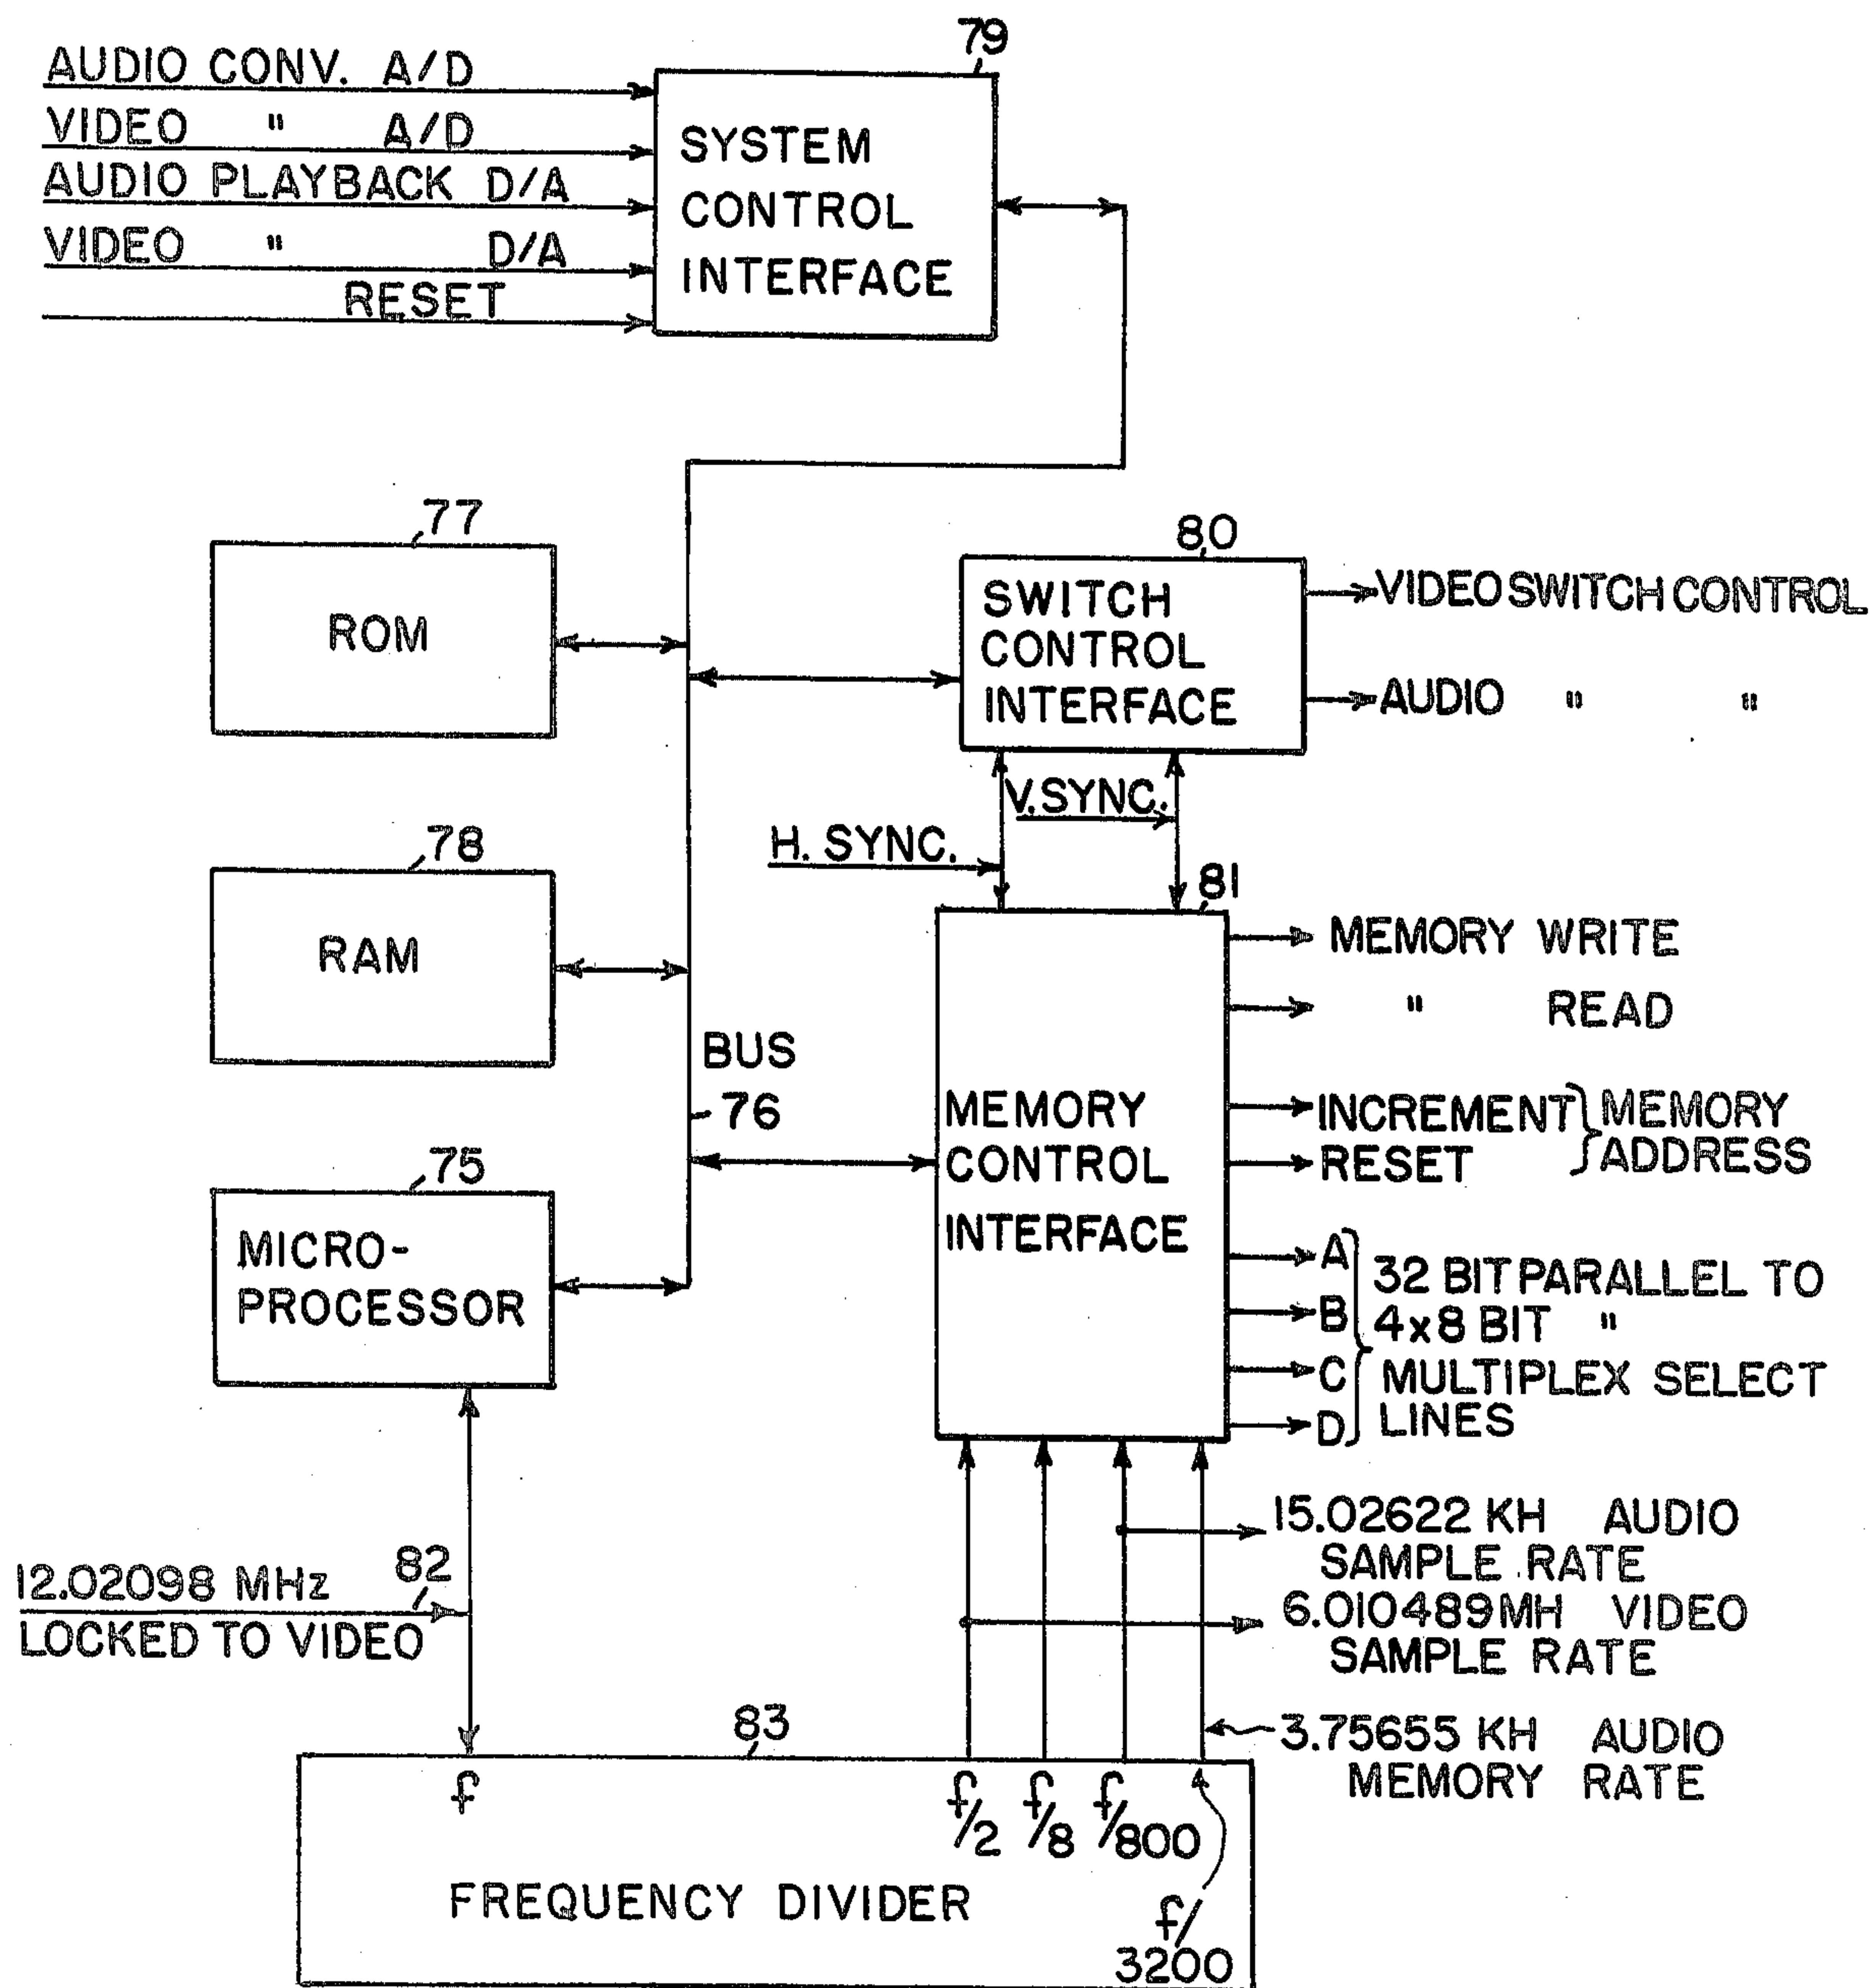 79
AUDIO CONV. A/D
VIDEO " A/D
AUDIO PLAYBACK D/A
VIDEO " D/A
RESET
SYSTEM
CONTROL
INTERFACE
77
ROM
80
SWITCH
CONTROL
INTERFACE
VIDEO SWITCH CONTROL
AUDIO " "
V. SYNC.
H. SYNC.
78
RAM
81
MEMORY WRITE
" READ
BUS
76
MEMORY
CONTROL
INTERFACE
INCREMENT
RESET
MEMORY
ADDRESS
75
MICRO-
PROCESSOR
A
B
C
D
32 BIT PARALLEL TO
4x8 BIT "
MULTIPLEX SELECT
LINES
15.02622 KH AUDIO
SAMPLE RATE
6.010489MH VIDEO
SAMPLE RATE
3.75655 KH AUDIO
MEMORY RATE
12.02098 MHz
LOCKED TO VIDEO
82
83
f
f/2
f/8
f/800
f/
3200
FREQUENCY DIVIDER